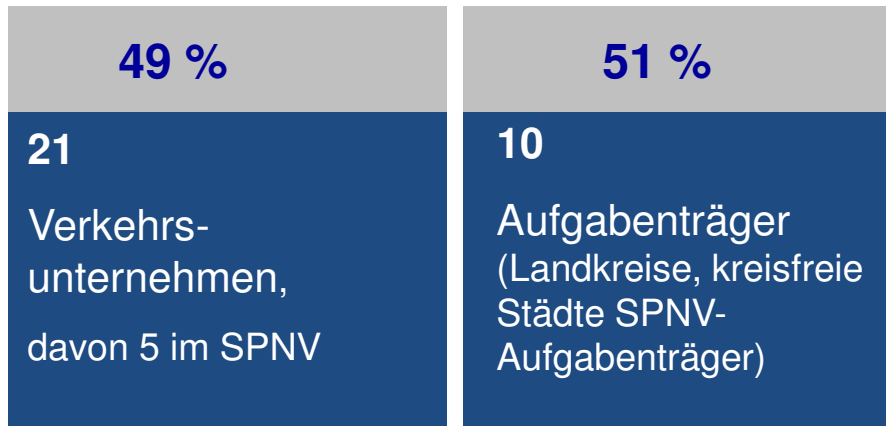 49 %
21
Verkehrs-
unternehmen,
davon 5 im SPNV
51 %
10
Aufgabenträger
(Landkreise, kreisfreie
Städte SPNV-
Aufgabenträger)